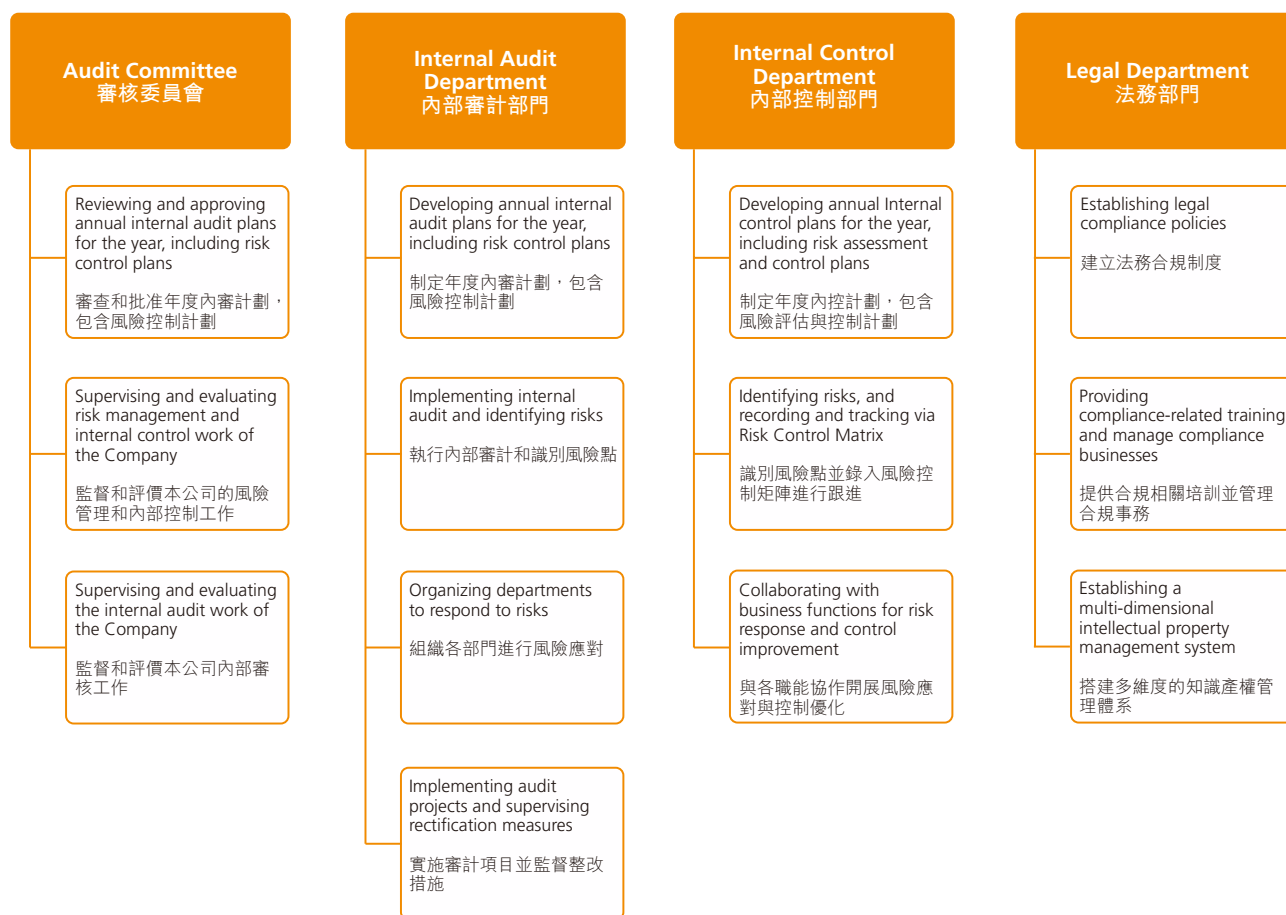 Audit Committee
審核委員會
Reviewing and approving
annual internal audit plans
for the year, including risk
control plans
審查和批准年度內審計劃，
包含風險控制計劃
Supervising and evaluating
risk management and
internal control work of
the Company
監督和評價本公司的風險
管理和內部控制工作
Supervising and evaluating
the internal audit work of
the Company
監督和評價本公司內部審
核工作
Internal Audit
Department
內部審計部門
Developing annual internal
audit plans for the year,
including risk control plans
制定年度內審計劃，包含
風險控制計劃
Implementing internal
audit and identifying risks
執行內部審計和識別風險點
Organizing departments
to respond to risks
組織各部門進行風險應對
Implementing audit
projects and supervising
rectification measures
實施審計項目並監督整改
措施
Internal Control
Department
內部控制部門
Developing annual Internal
control plans for the year,
including risk assessment
and control plans
制定年度內控計劃，包含
風險評估與控制計劃
Identifying risks, and
recording and tracking via
Risk Control Matrix
識別風險點並錄入風險控
制矩陣進行跟進
Collaborating with
business functions for risk
response and control
improvement
與各職能協作開展風險應
對與控制優化
Legal Department
法務部門
Establishing legal
compliance policies
建立法務合規制度
Providing
compliance-related training
and manage compliance
businesses
提供合規相關培訓並管理
合規事務
Establishing a
multi-dimensional
intellectual property
management system
搭建多維度的知識產權管
理體系